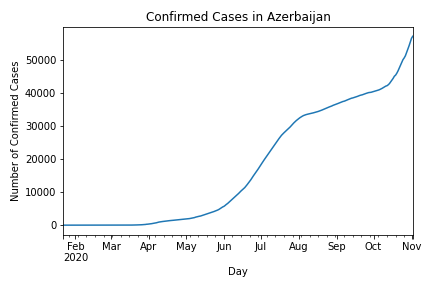 Confirmed Cases in Azerbaijan
Number of Confirmed Cases
50000
40000
30000
20000
10000
0
Feb Mar Apr May Jun Jul Aug Sep Oct Nov
2020
Day